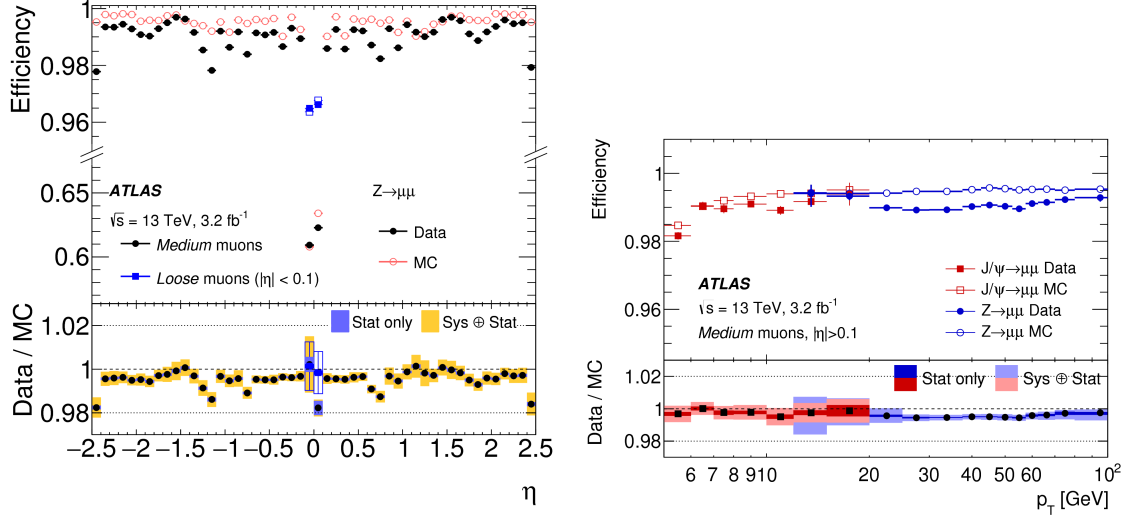 Efficiency
1
0.98
0.96
0.65
0.6
ATLAS
√s = 13 TeV, 3.2 fb⁻¹
Z→μμ
Medium muons
Loose muons (|η| < 0.1)
Data
MC
Data / MC
1.02
1
0.98
Stat only
Sys ⊕ Stat
−2.5 −2 −1.5 −1 −0.5 0 0.5 1 1.5 2 2.5
η
Efficiency
1
0.98
0.96
ATLAS
√s = 13 TeV, 3.2 fb⁻¹
Medium muons, |η|>0.1
J/ψ→μμ Data
J/ψ→μμ MC
Z→μμ Data
Z→μμ MC
Data / MC
1.02
1
0.98
Stat only
Sys ⊕ Stat
6 7 8 910 20 30 40 50 10²
p_T [GeV]